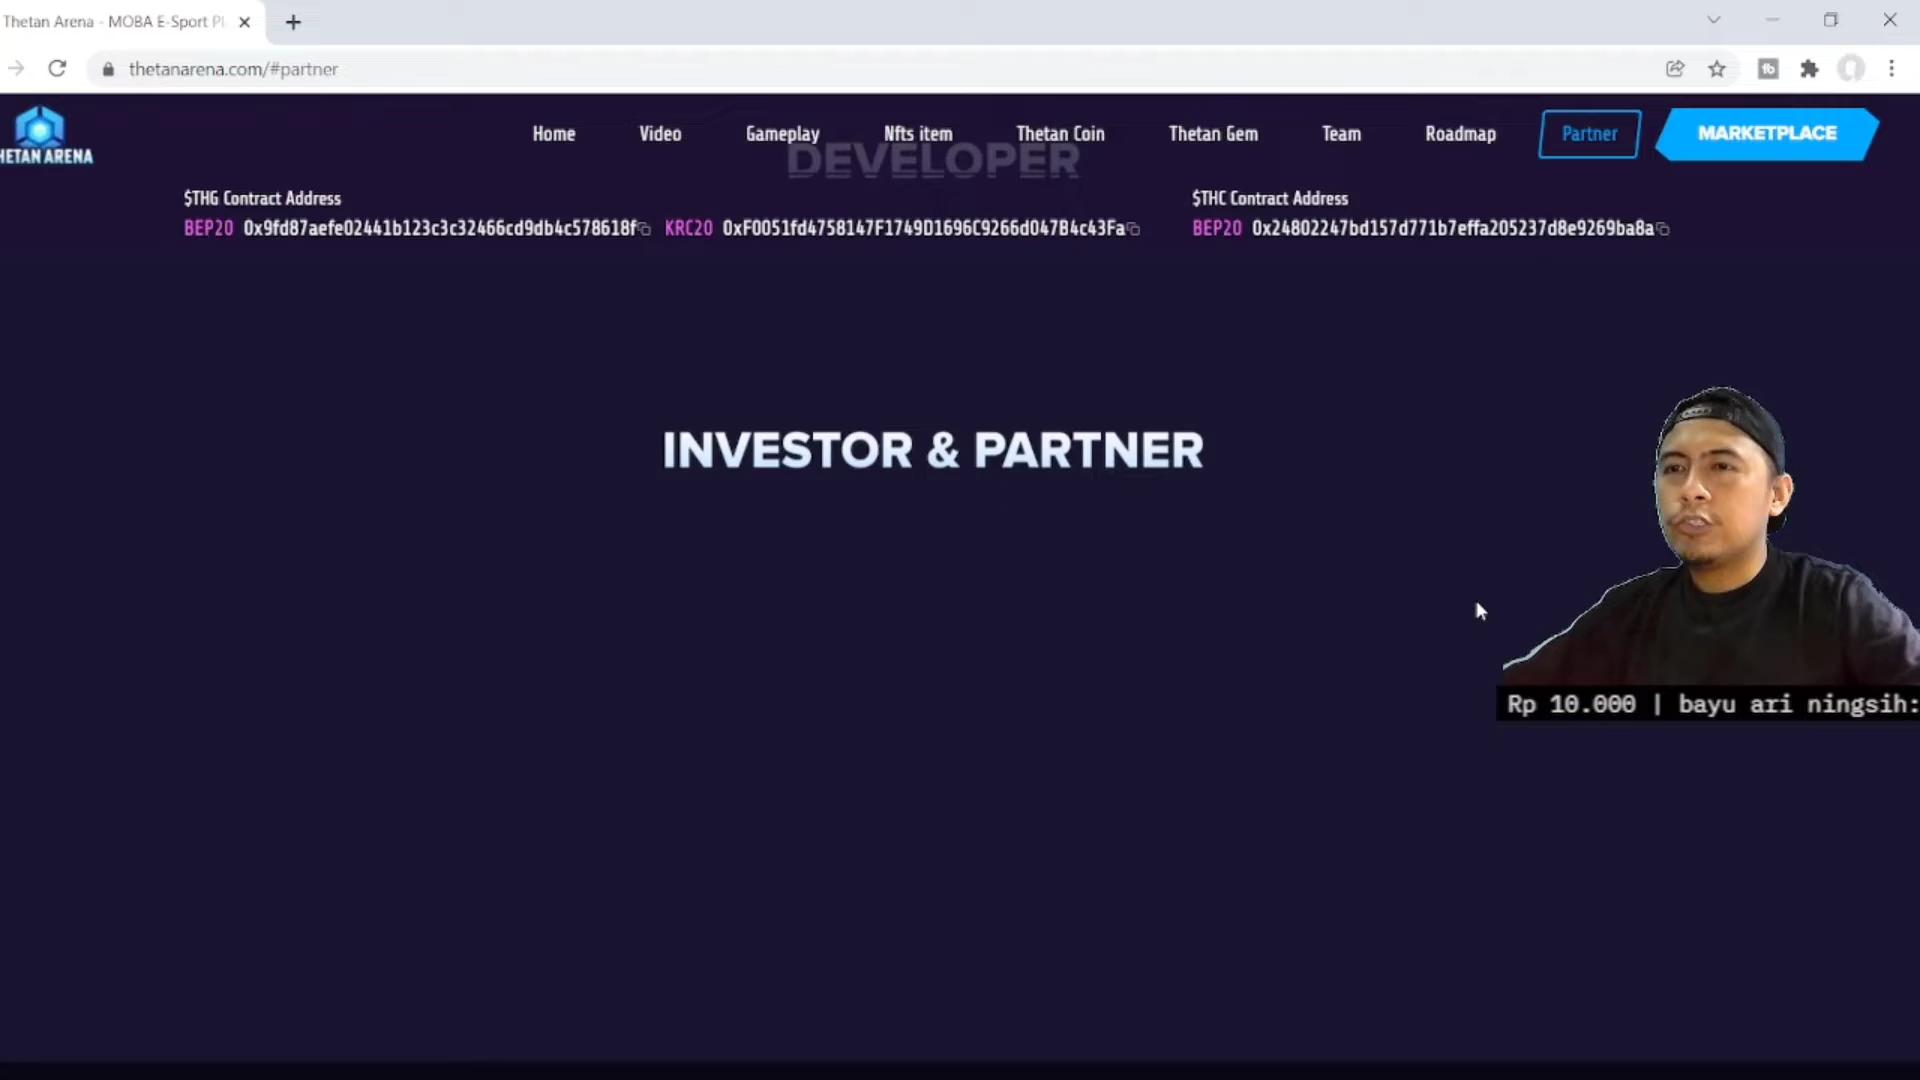 Thetan Arena - MOBA E-Sport Pl
thetanarena.com/#partner
HETAN ARENA
Home
Video
Gameplay
Nfts item
Thetan Coin
Thetan Gem
Team
Roadmap
Partner
MARKETPLACE
DEVELOPER
$THG Contract Address
BEP20 0x9fd87aefe02441b123c3c32466cd9db4c578618f
KRC20 0xF0051fd4758147F1749D1696C9266d047B4c43Fa
$THC Contract Address
BEP20 0x24802247bd157d771b7effa205237d8e9269ba8a
INVESTOR & PARTNER
Rp 10.000 | bayu ari ningsih: